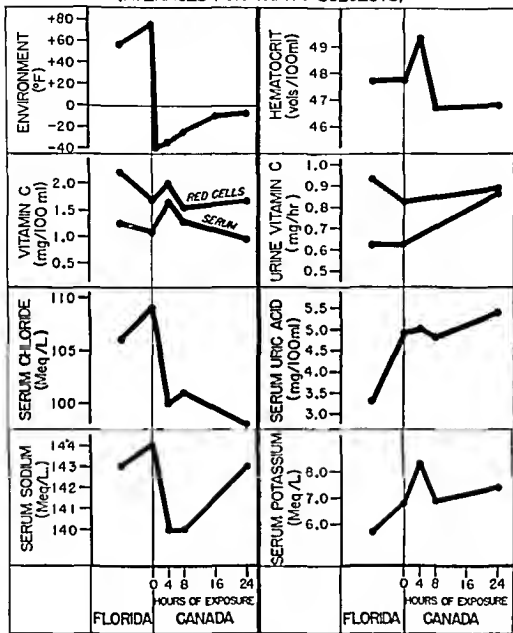 ENVIRONMENT
(°F)
+80
+60
+40
+20
0
-20
-40
HEMATOCRIT
(vols/100ml)
49
48
47
46
VITAMIN C
(mg/100 ml)
2.0
1.5
1.0
0.5
RED CELLS
SERUM
URINE VITAMIN C
(mg/hr)
1.0
0.9
0.8
0.7
0.6
0.5
SERUM CHLORIDE
(Meq/L)
110
105
100
SERUM URIC ACID
(mg/100ml)
5.5
5.0
4.5
4.0
3.5
3.0
SERUM SODIUM
(Meq/L)
144
143
142
141
140
SERUM POTASSIUM
(Meq/L)
8.0
7.0
6.0
0 4 8 16 24
HOURS OF EXPOSURE
FLORIDA CANADA
0 4 8 16 24
HOURS OF EXPOSURE
FLORIDA CANADA